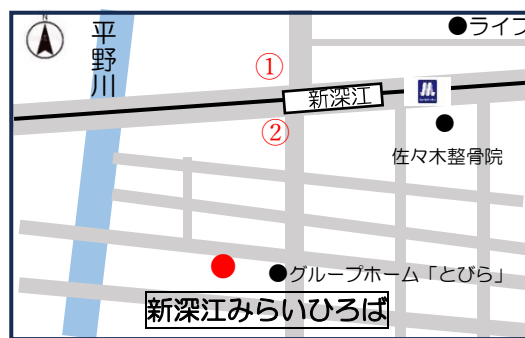 平野川
ライフ
①
新深江
②
佐々木整骨院
グループホーム「とびら」
新深江みらいひろば